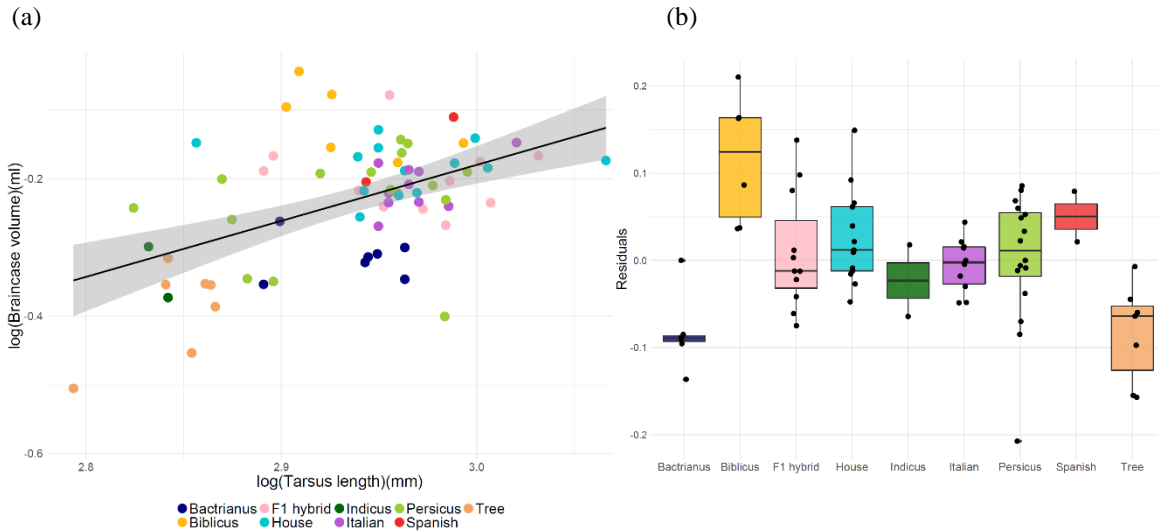 (a)
(b)
log(Braincase volume)(ml)
-0.2
-0.4
-0.6
2.8
2.9
3.0
log(Tarsus length)(mm)
Bactrianus F1 hybrid Indicus Persicus Tree
Biblicus House Italian Spanish
Residuals
0.2
0.1
0.0
-0.1
-0.2
Bactrianus Biblicus F1 hybrid House Indicus Italian Persicus Spanish Tree